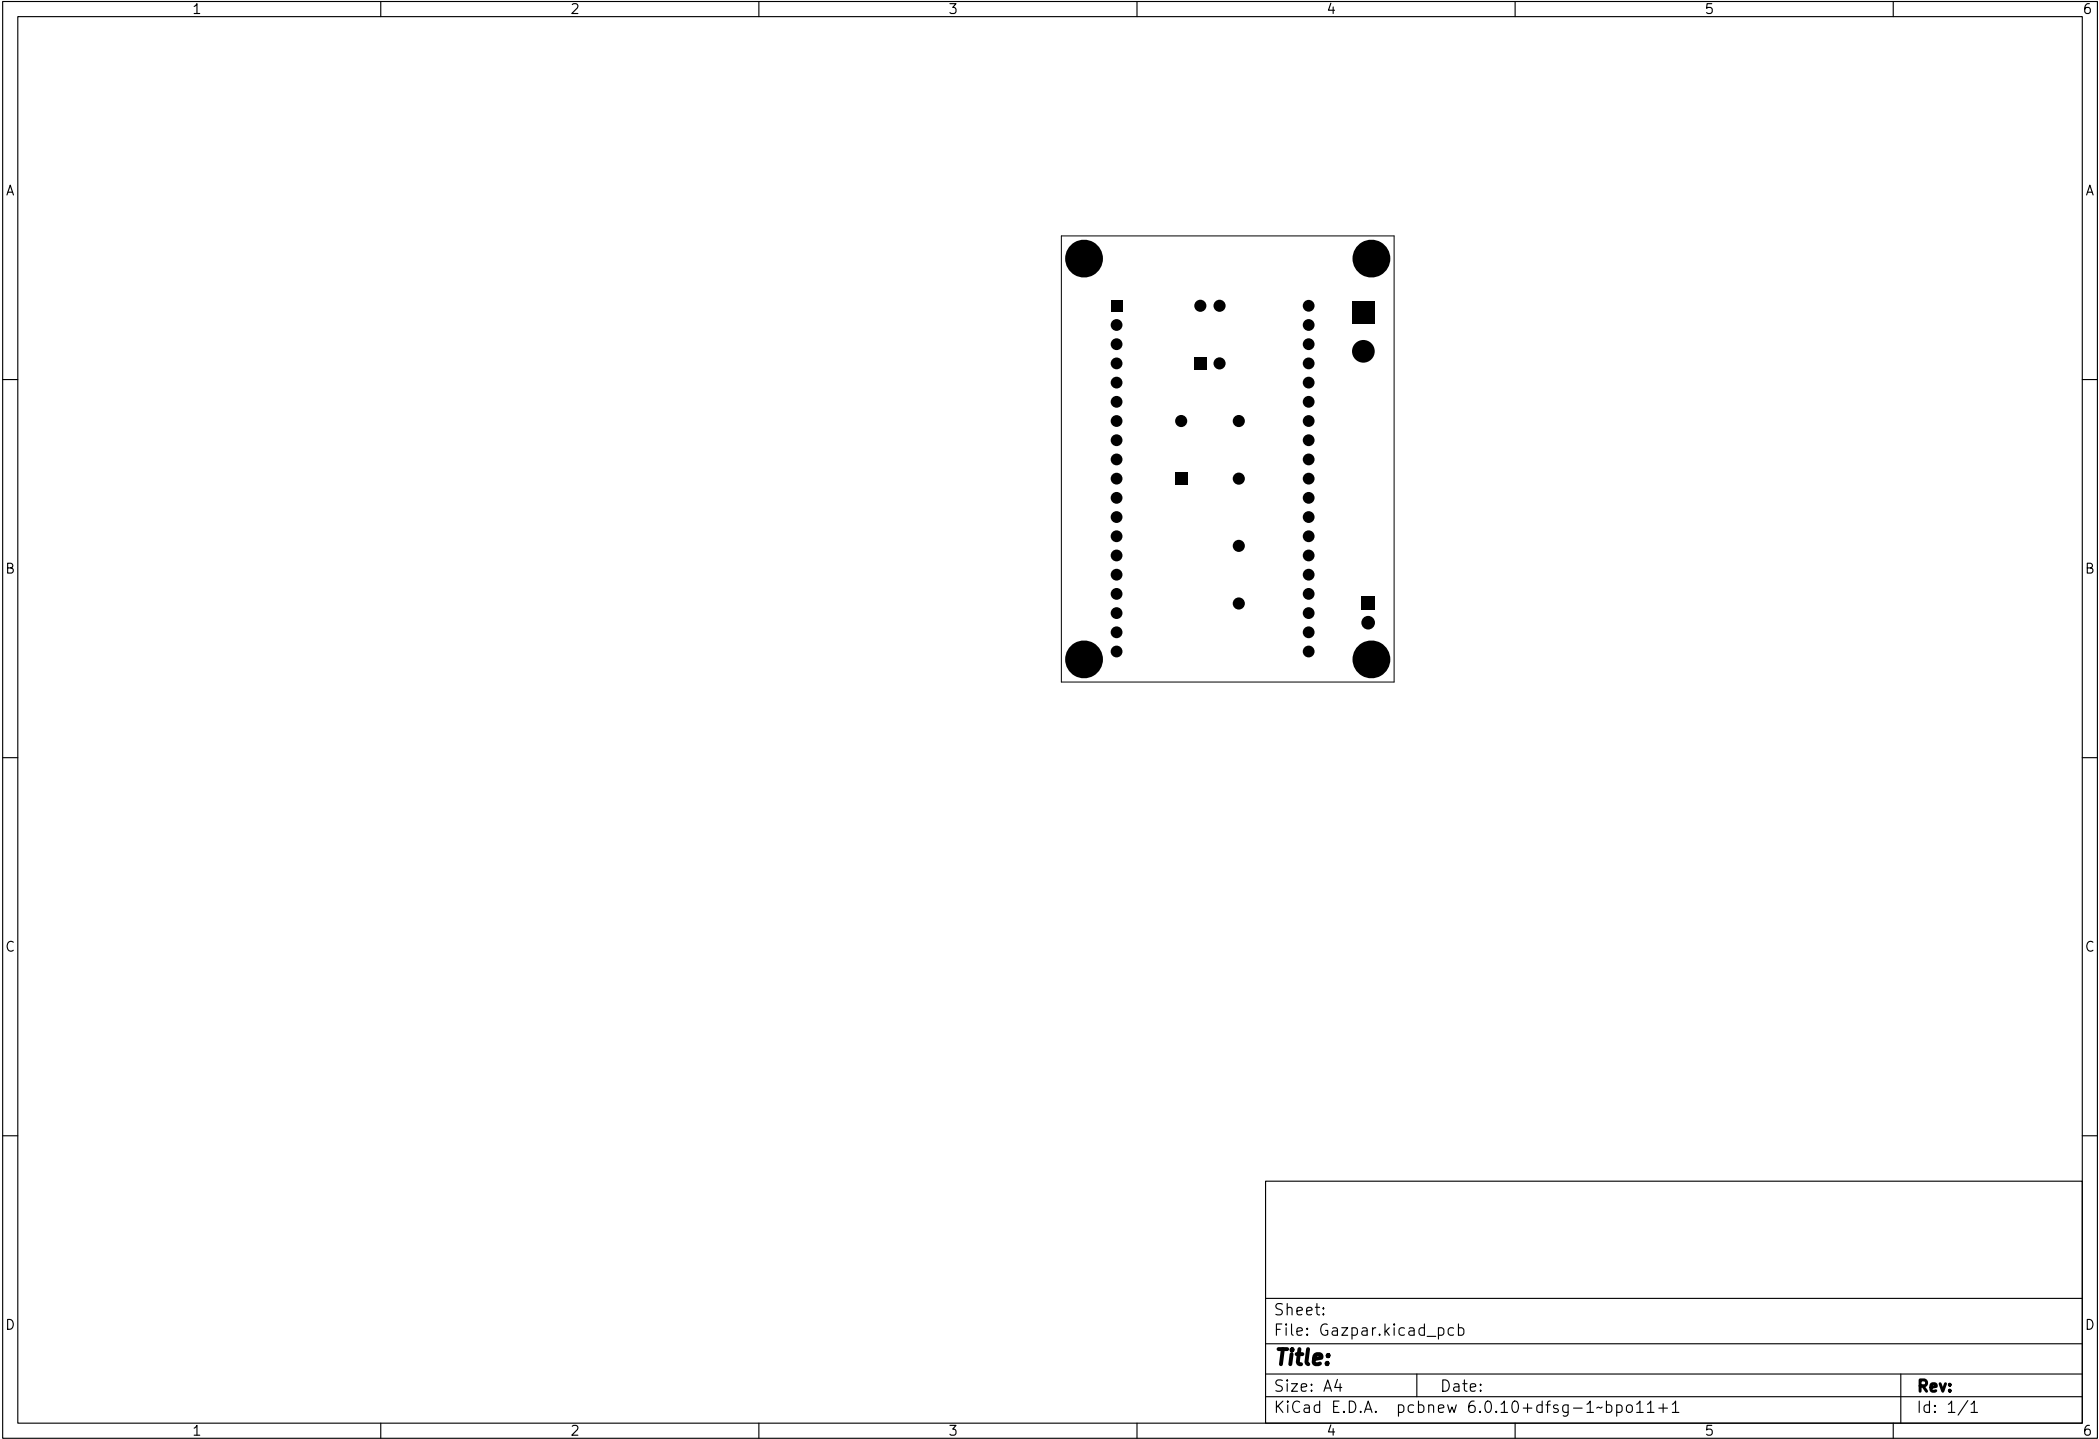 1 2 3 4 5 6
A A
B B
C C
Sheet:
File: Gazpar.kicad_pcb
D D
Title:
Size: A4 Date: Rev:
KiCad E.D.A. pcbnew 6.0.10+dfsg-1~bpo11+1 Id: 1/1
1 2 3 4 5 6